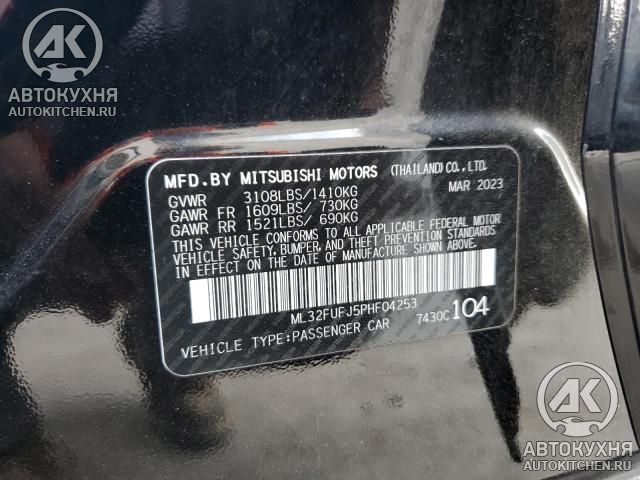 AK
АВТОКУХНЯ
AUTOKITCHEN.RU
MFD.BY MITSUBISHI MOTORS (THAILAND)CO.,LTD.
GVWR 3108LBS/1410KG MAR 2023
GAWR FR 1609LBS/ 730KG
GAWR RR 1521LBS/ 690KG
THIS VEHICLE CONFORMS TO ALL APPLICABLE FEDERAL MOTOR
VEHICLE SAFETY, BUMPER, AND THEFT PREVENTION STANDARDS
IN EFFECT ON THE DATE OF MANUFACTURE SHOWN ABOVE.
ML32FUFJ5PHF04253
VEHICLE TYPE:PASSENGER CAR 7430C 104
AK
АВТОКУХНЯ
AUTOKITCHEN.RU